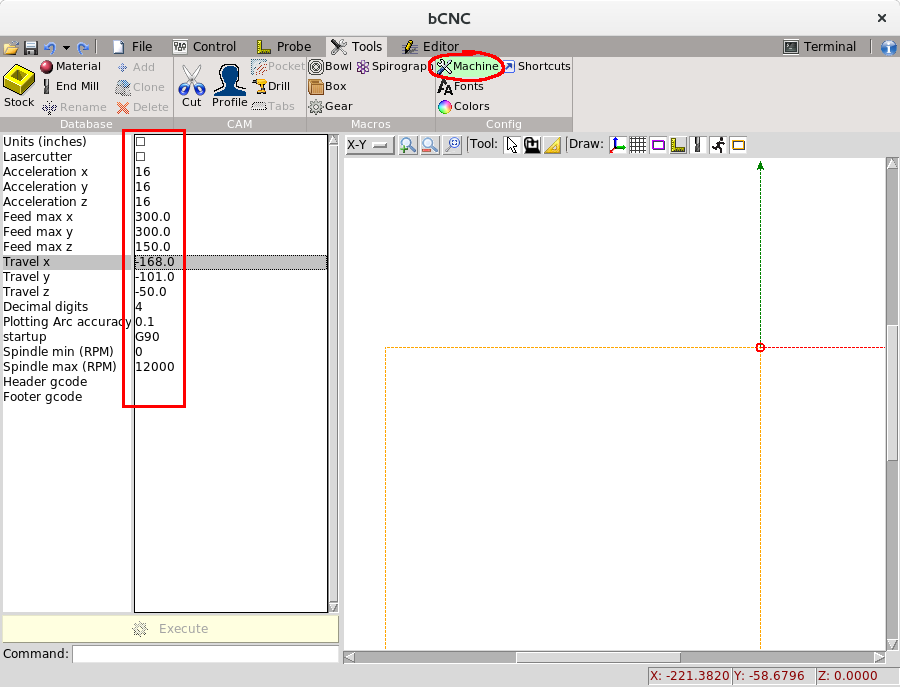 bCNC
File Control Probe Tools Editor Terminal
Stock Material End Mill Rename Add Clone Delete
Database
Cut Profile Pocket Drill Tabs
CAM
Bowl Spirograp Box Gear
Macros
Machine Shortcuts Fonts Colors
Config
Units (inches)
Lasercutter
Acceleration x 16
Acceleration y 16
Acceleration z 16
Feed max x 300.0
Feed max y 300.0
Feed max z 150.0
Travel x -168.0
Travel y -101.0
Travel z -50.0
Decimal digits 4
Plotting Arc accuracy 0.1
startup G90
Spindle min (RPM) 0
Spindle max (RPM) 12000
Header gcode
Footer gcode
Execute
Command:
X-Y Tool: Draw:
X: -221.3820 Y: -58.6796 Z: 0.0000